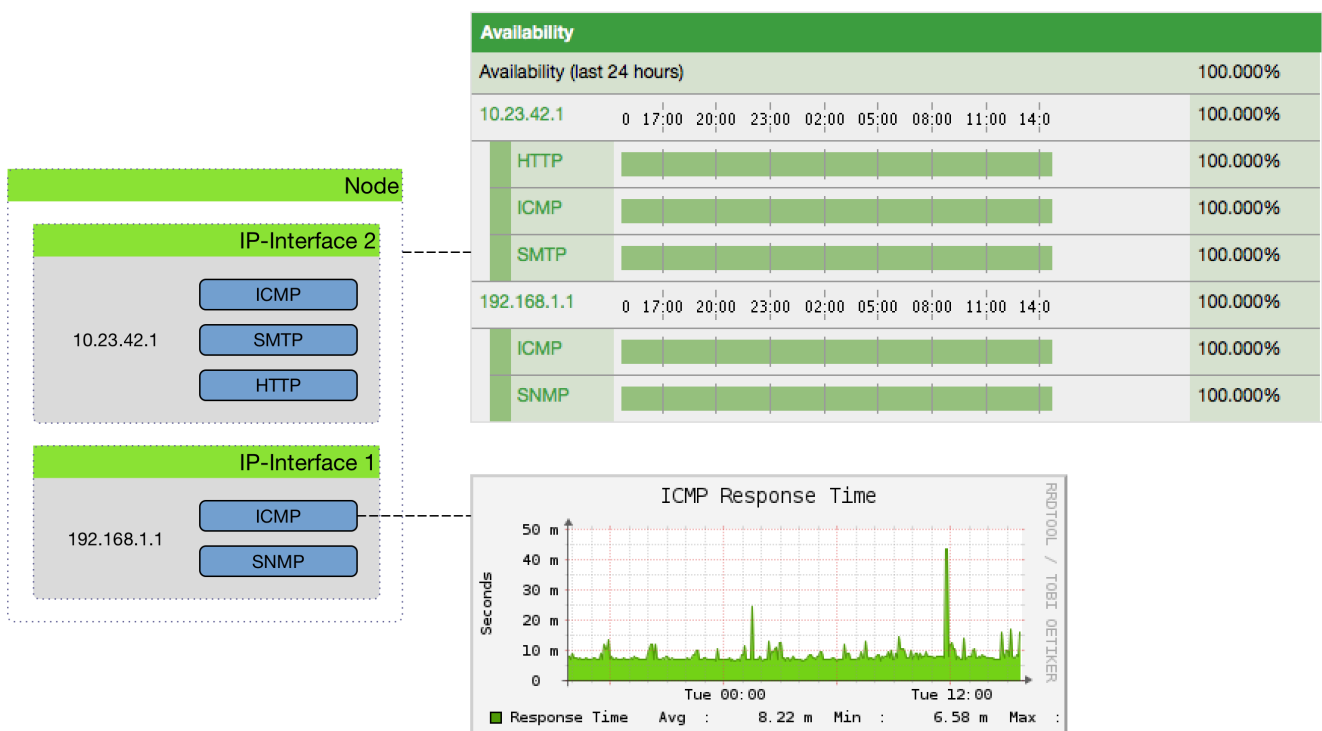 Availability
Availability (last 24 hours) 100.000%
10.23.42.1 0 17:00 20:00 23:00 02:00 05:00 08:00 11:00 14:0 100.000%
HTTP 100.000%
ICMP 100.000%
SMTP 100.000%
192.168.1.1 0 17:00 20:00 23:00 02:00 05:00 08:00 11:00 14:0 100.000%
ICMP 100.000%
SNMP 100.000%
Node
IP-Interface 2
ICMP
10.23.42.1 SMTP
HTTP
IP-Interface 1
ICMP
192.168.1.1
SNMP
ICMP Response Time
RRDTOOL / TOBI OETIKER
Seconds
50 m
40 m
30 m
20 m
10 m
0
Tue 00:00 Tue 12:00
Response Time Avg : 8.22 m Min : 6.58 m Max :